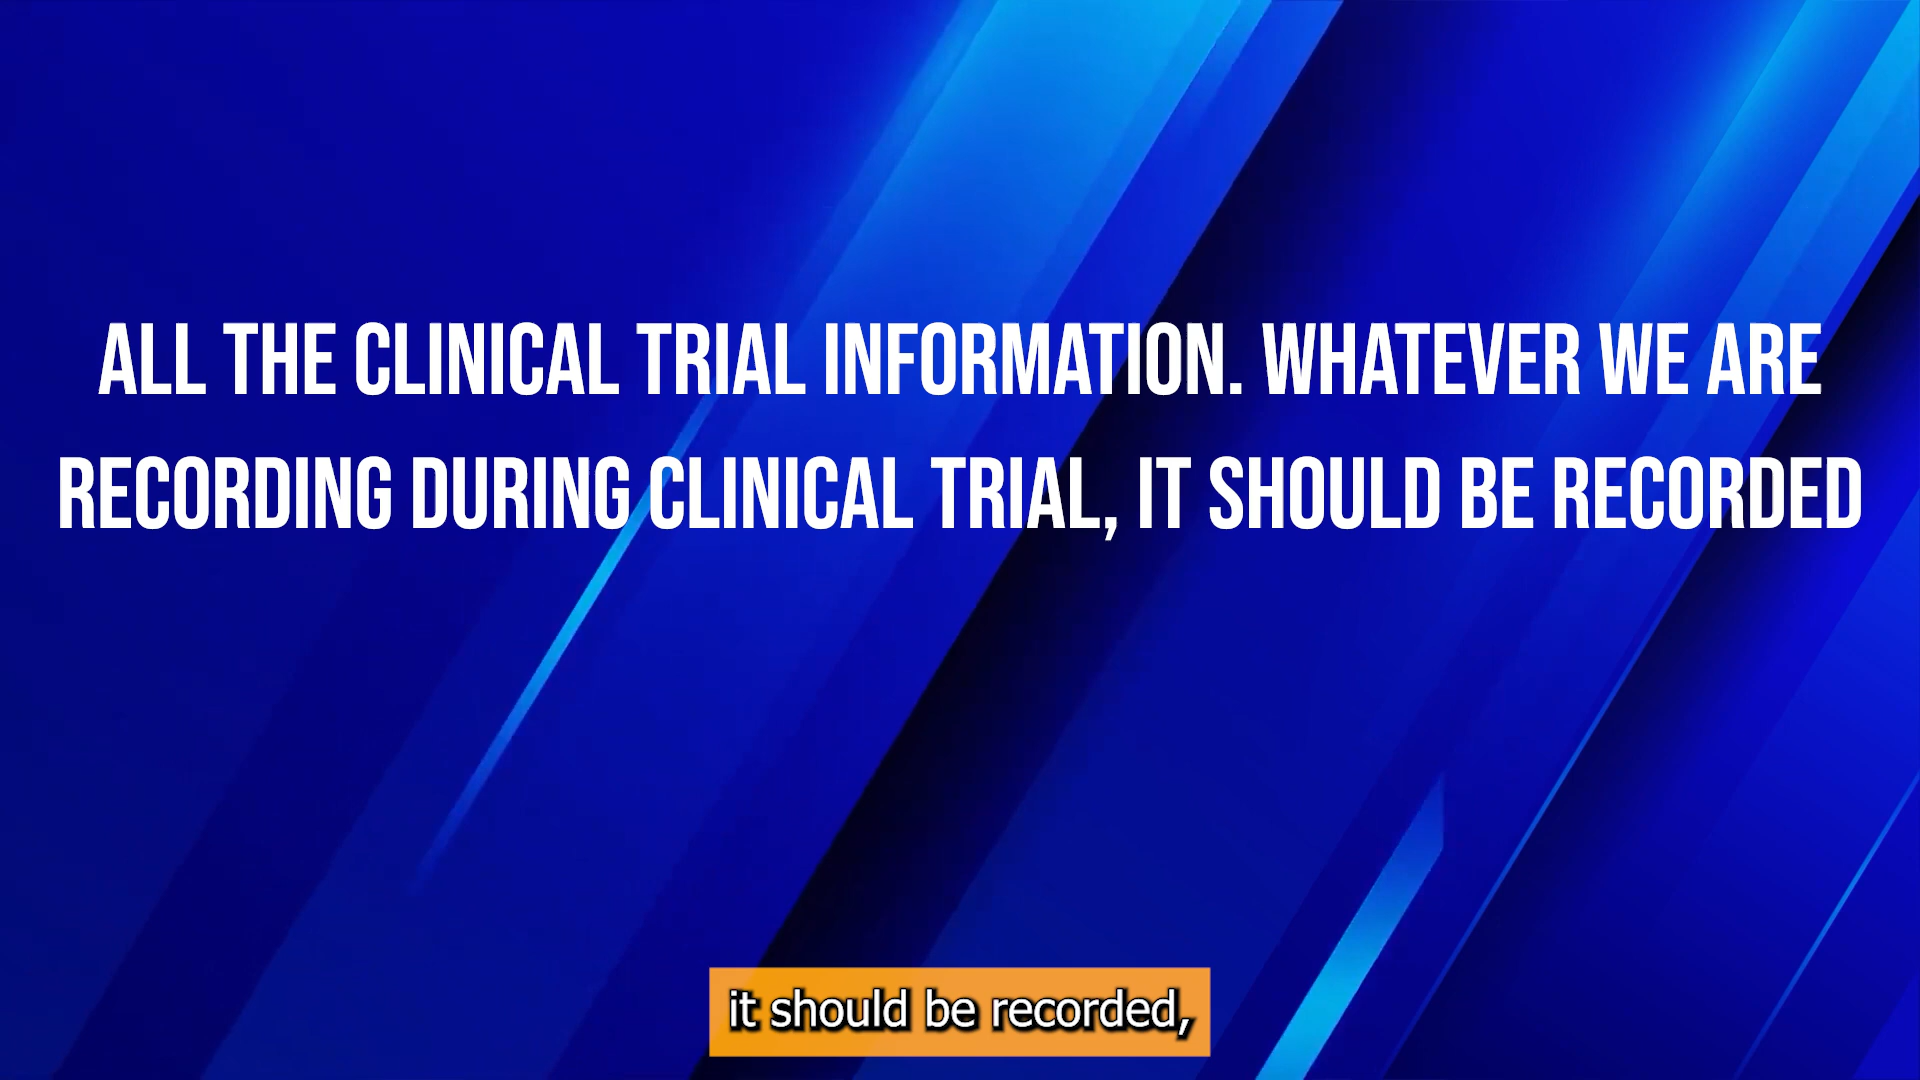 ALL THE CLINICAL TRIAL INFORMATION. WHATEVER WE ARE
RECORDING DURING CLINICAL TRIAL, IT SHOULD BE RECORDED
it should be recorded,